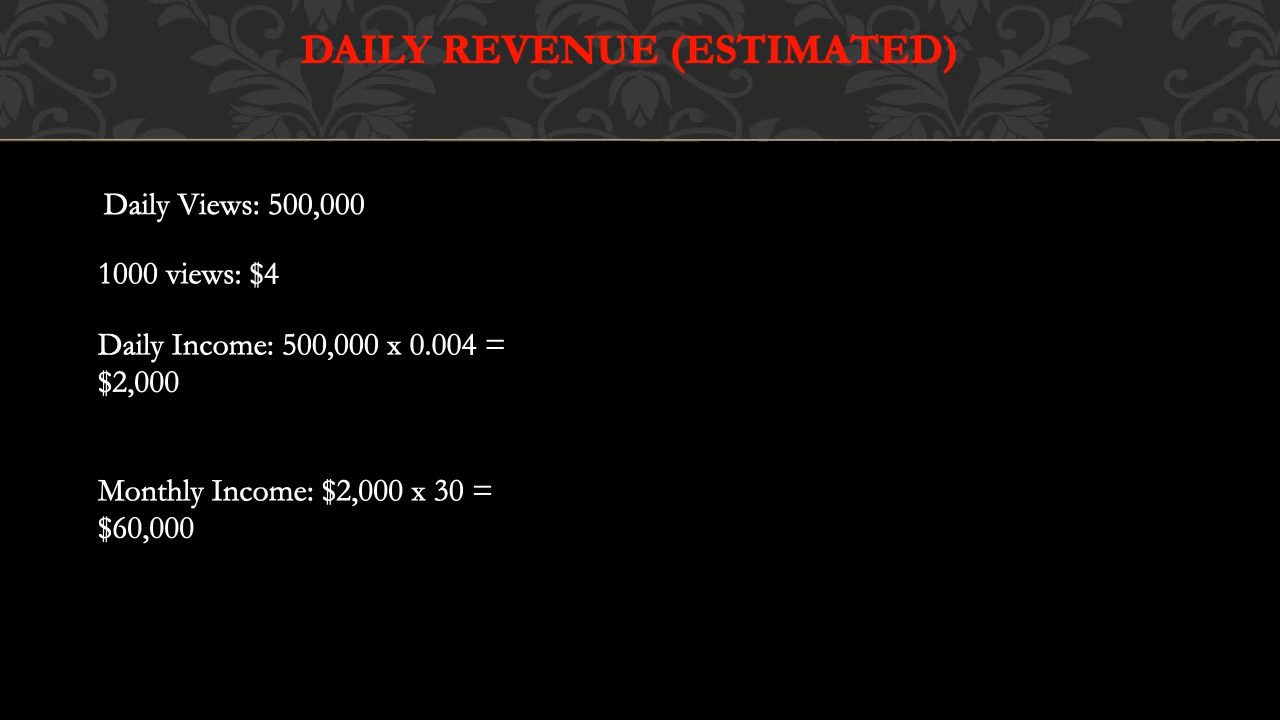 DAILY REVENUE (ESTIMATED)
Daily Views: 500,000
1000 views: $4
Daily Income: 500,000 x 0.004 =
$2,000
Monthly Income: $2,000 x 30 =
$60,000